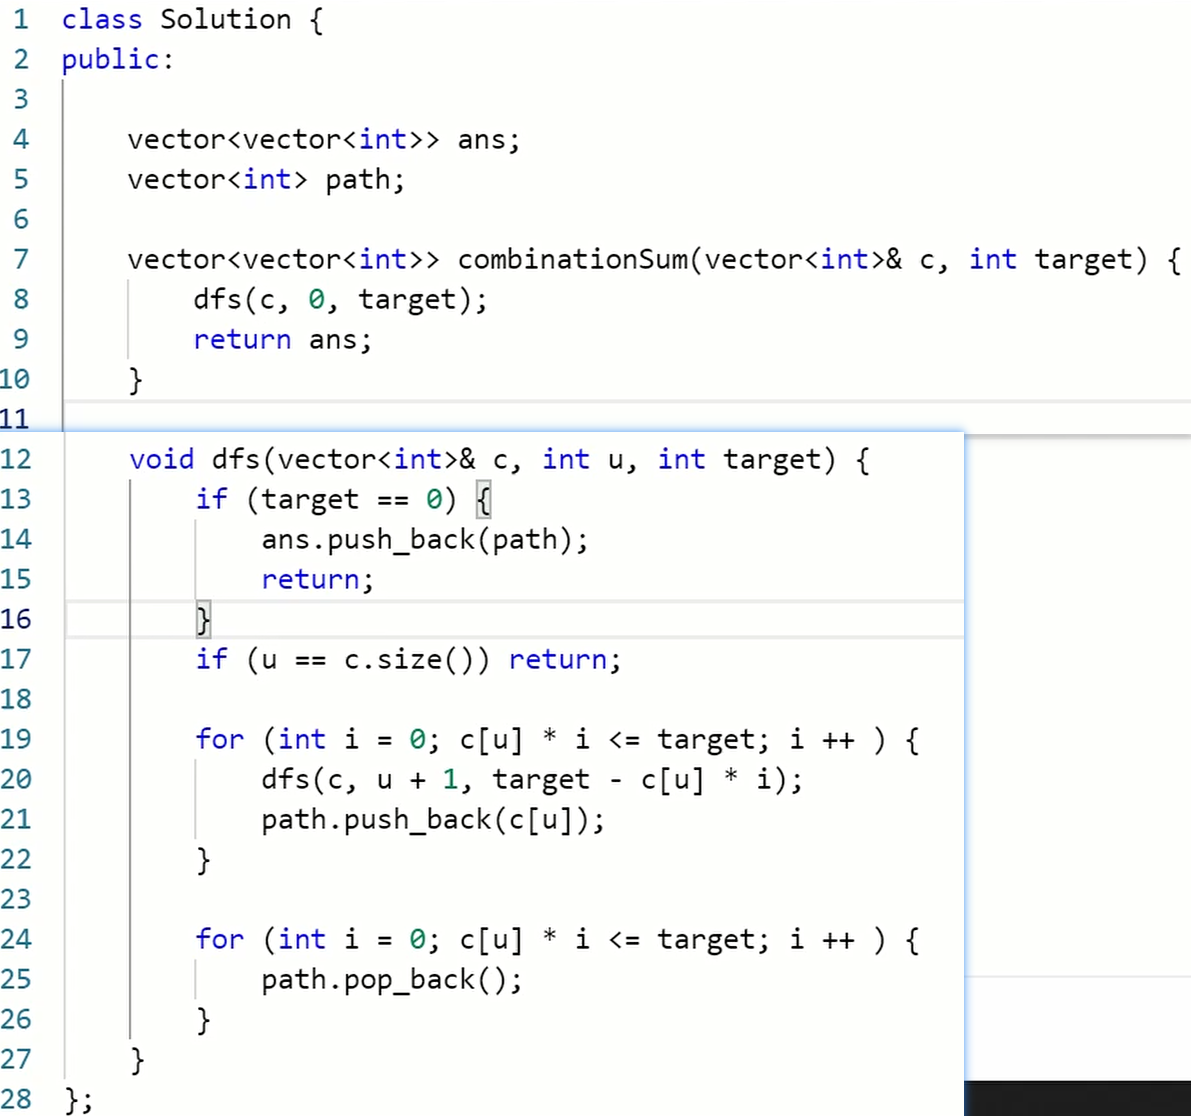 1 class Solution {
2 public:
3
4     vector<vector<int>> ans;
5     vector<int> path;
6
7     vector<vector<int>> combinationSum(vector<int>& c, int target) {
8         dfs(c, 0, target);
9         return ans;
10     }
11
12     void dfs(vector<int>& c, int u, int target) {
13         if (target == 0) {
14             ans.push_back(path);
15             return;
16         }
17         if (u == c.size()) return;
18
19         for (int i = 0; c[u] * i <= target; i ++ ) {
20             dfs(c, u + 1, target - c[u] * i);
21             path.push_back(c[u]);
22         }
23
24         for (int i = 0; c[u] * i <= target; i ++ ) {
25             path.pop_back();
26         }
27     }
28 };